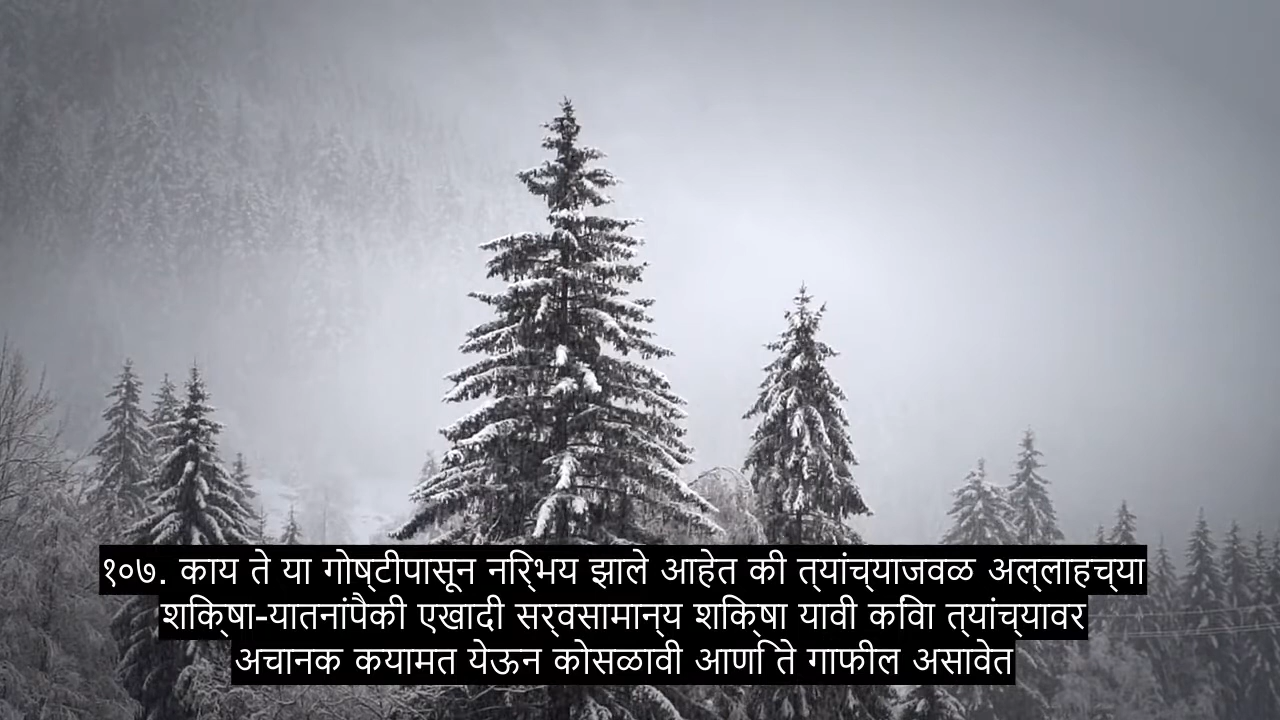 १०७. काय ते या गोष्टीपासून निर्भय झाले आहेत की त्यांच्याजवळ अल्लाहच्या
शिक्षा-यातनांपैकी एखादी सर्वसामान्य शिक्षा यावी किंवा त्यांच्यावर
अचानक कयामत येऊन कोसळावी आणि ते गाफील असावेत